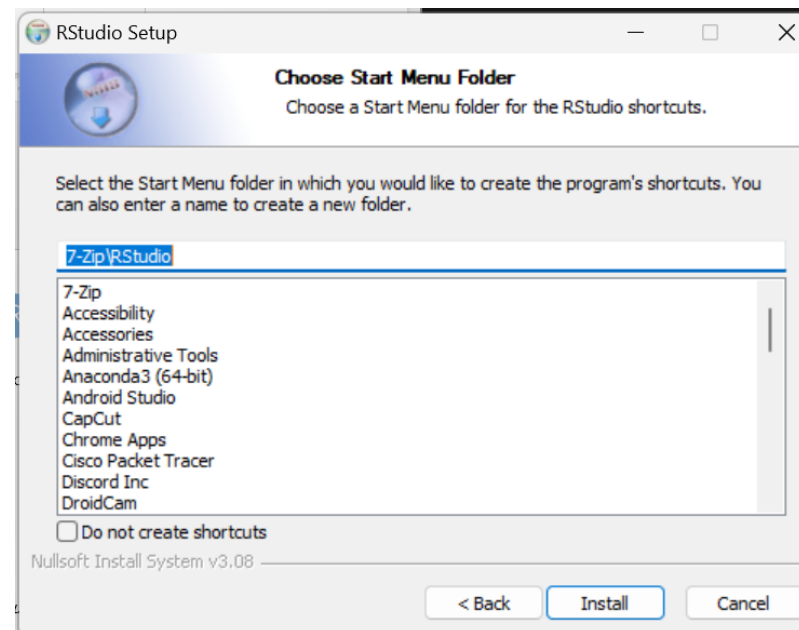 RStudio Setup
Choose Start Menu Folder
Choose a Start Menu folder for the RStudio shortcuts.
Select the Start Menu folder in which you would like to create the program's shortcuts. You
can also enter a name to create a new folder.
7-Zip\RStudio
7-Zip
Accessibility
Accessories
Administrative Tools
Anaconda3 (64-bit)
Android Studio
CapCut
Chrome Apps
Cisco Packet Tracer
Discord Inc
DroidCam
Do not create shortcuts
Nullsoft Install System v3.08
< Back
Install
Cancel